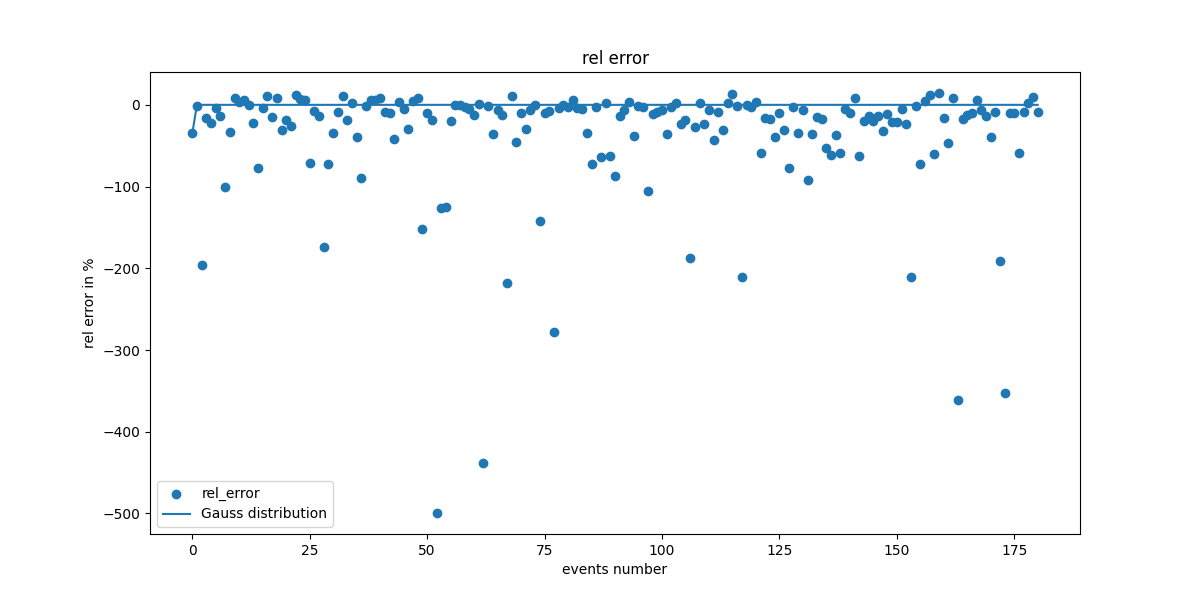 rel error
0
−100
−200
−300
−400
−500
rel error in %
rel_error
Gauss distribution
0 25 50 75 100 125 150 175
events number